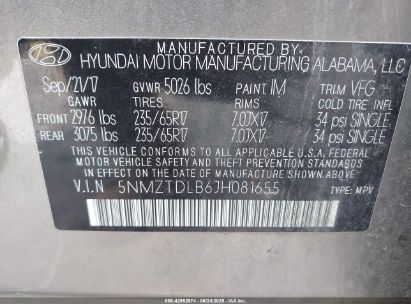 MANUFACTURED BY
HYUNDAI MOTOR MANUFACTURING ALABAMA, LLC
Sep/21/17 GVWR 5026 lbs PAINT IM TRIM VFG
GAWR TIRES RIMS COLD TIRE INFL
FRONT 2976 lbs 235/65R17 7.0JX17 34 psi SINGLE
REAR 3075 lbs 235/65R17 7.0JX17 34 psi SINGLE
THIS VEHICLE CONFORMS TO ALL APPLICABLE U.S.A. FEDERAL
MOTOR VEHICLE SAFETY, AND THEFT PREVENTION STANDARDS
IN EFFECT ON THE DATE OF MANUFACTURE SHOWN ABOVE.
V.I.N 5NMZTDLB6JH081655 TYPE: MPV